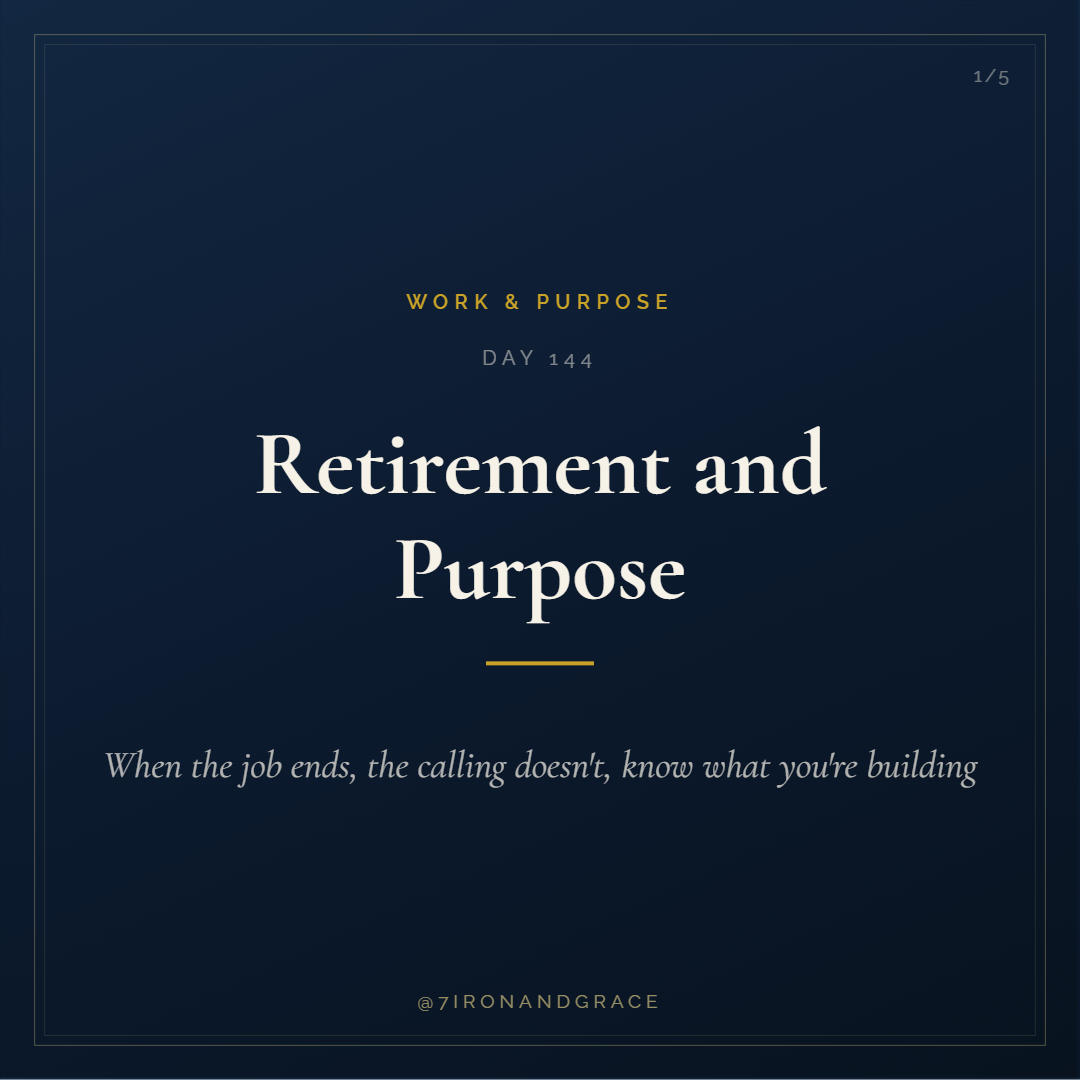 1/5
WORK & PURPOSE
DAY 144
Retirement and
Purpose
When the job ends, the calling doesn't, know what you're building
@7IRONANDGRACE